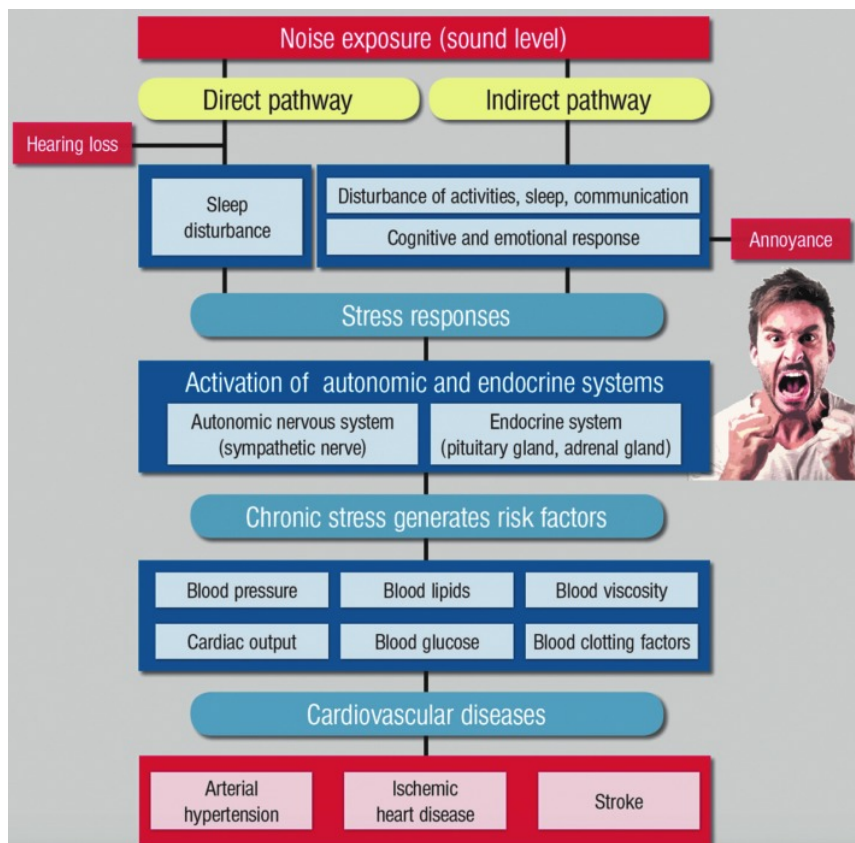 Noise exposure (sound level)
Direct pathway
Indirect pathway
Hearing loss
Sleep
disturbance
Disturbance of activities, sleep, communication
Cognitive and emotional response
Annoyance
Stress responses
Activation of autonomic and endocrine systems
Autonomic nervous system
(sympathetic nerve)
Endocrine system
(pituitary gland, adrenal gland)
Chronic stress generates risk factors
Blood pressure
Blood lipids
Blood viscosity
Cardiac output
Blood glucose
Blood clotting factors
Cardiovascular diseases
Arterial
hypertension
Ischemic
heart disease
Stroke